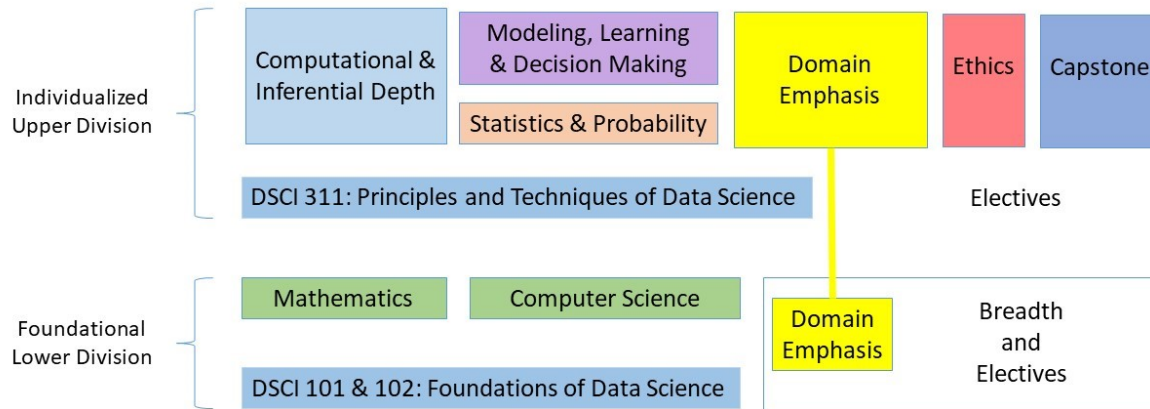 Individualized
Upper Division
Computational &
Inferential Depth
Modeling, Learning
& Decision Making
Statistics & Probability
Domain
Emphasis
Ethics
Capstone
DSCI 311: Principles and Techniques of Data Science
Electives
Foundational
Lower Division
Mathematics
Computer Science
Domain
Emphasis
Breadth
and
Electives
DSCI 101 & 102: Foundations of Data Science